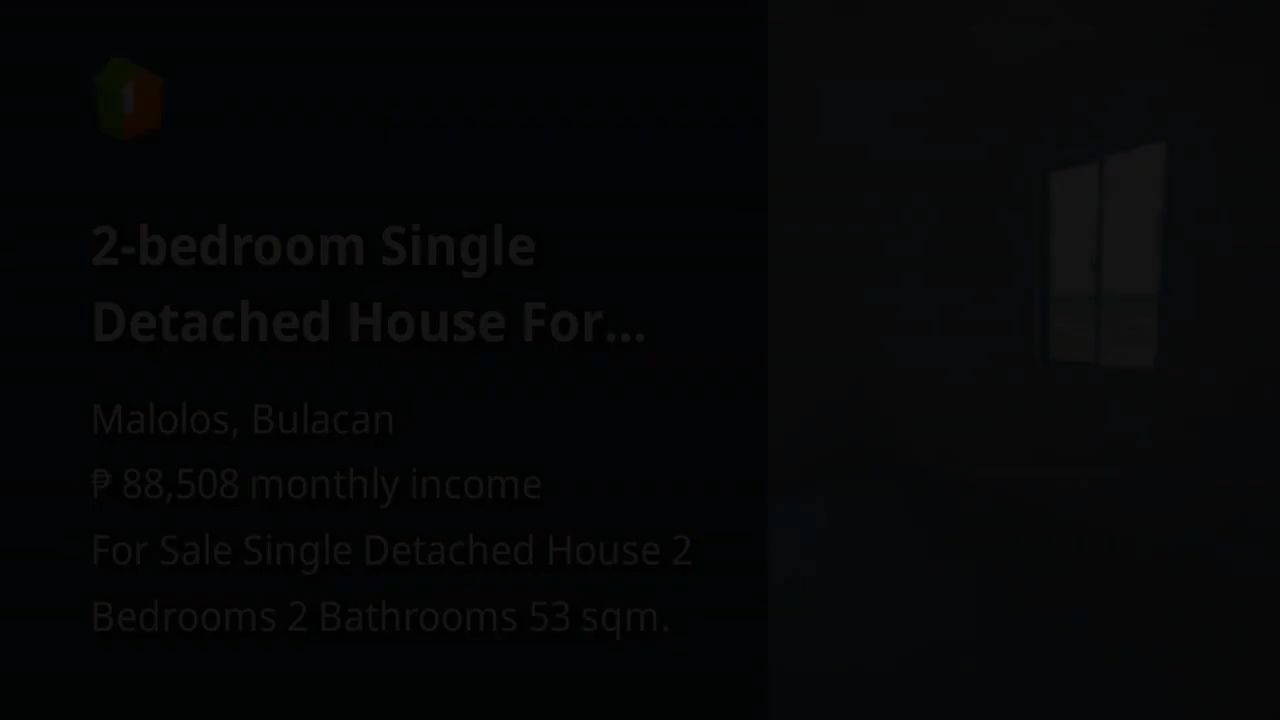 2-bedroom Single
Detached House For...
Malolos, Bulacan
₱ 88,508 monthly income
For Sale Single Detached House 2
Bedrooms 2 Bathrooms 53 sqm.